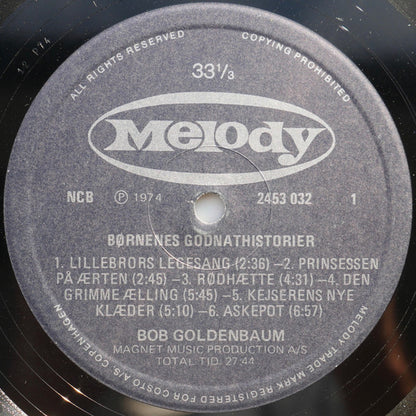 ALL RIGHTS RESERVED
COPYING PROHIBITED
33⅓
Melody
NCB Ⓟ 1974 2453 032 1
BØRNENES GODNATHISTORIER
1. LILLEBRORS LEGESANG (2:36) –2. PRINSESSEN
PÅ ÆRTEN (2:45) –3. RØDHÆTTE (4:31) –4. DEN
GRIMME ÆLLING (5:45) –5. KEJSERENS NYE
KLÆDER (5:10) –6. ASKEPOT (6:57)
BOB GOLDENBAUM
MAGNET MUSIC PRODUCTION A/S
TOTAL TID: 27:44
MELODY TRADE MARK REGISTERED FOR COSTO A/S COPENHAGEN